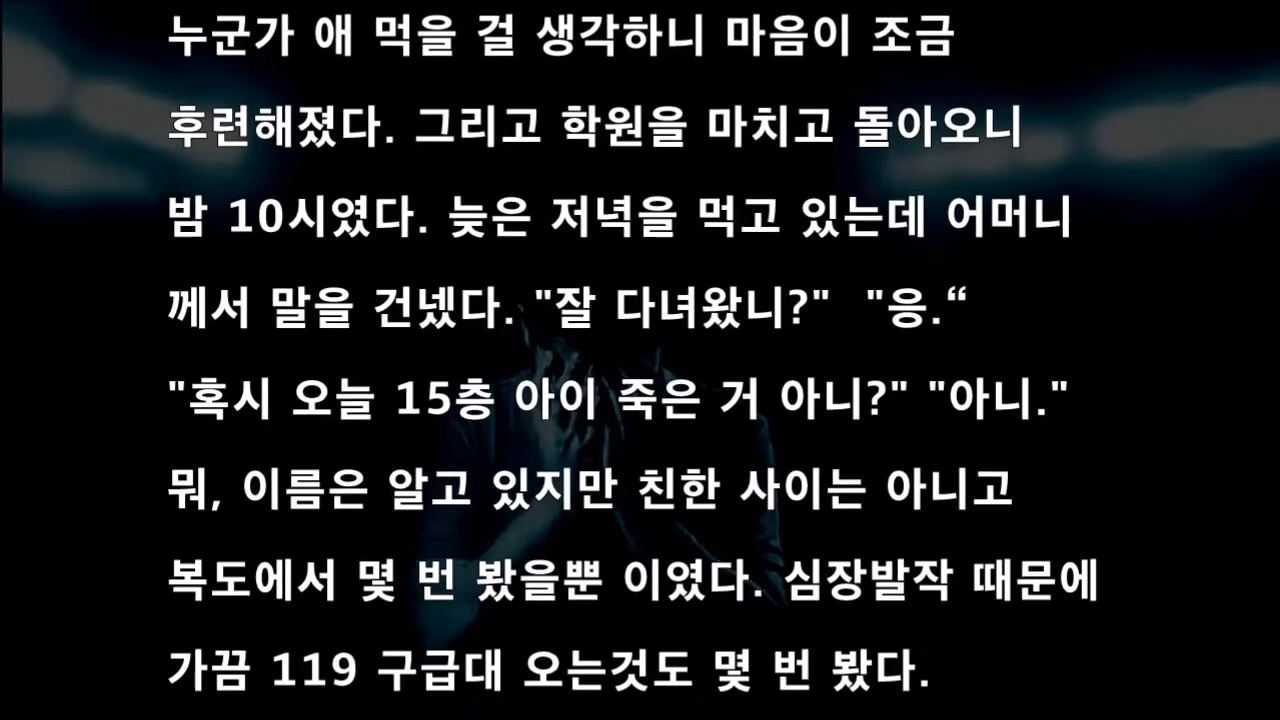 누군가 애 먹을 걸 생각하니 마음이 조금
후련해졌다. 그리고 학원을 마치고 돌아오니
밤 10시였다. 늦은 저녁을 먹고 있는데 어머니
께서 말을 건넸다. "잘 다녀왔니?"  "응.“
"혹시 오늘 15층 아이 죽은 거 아니?" "아니."
뭐, 이름은 알고 있지만 친한 사이는 아니고
복도에서 몇 번 봤을뿐 이였다. 심장발작 때문에
가끔 119 구급대 오는것도 몇 번 봤다.